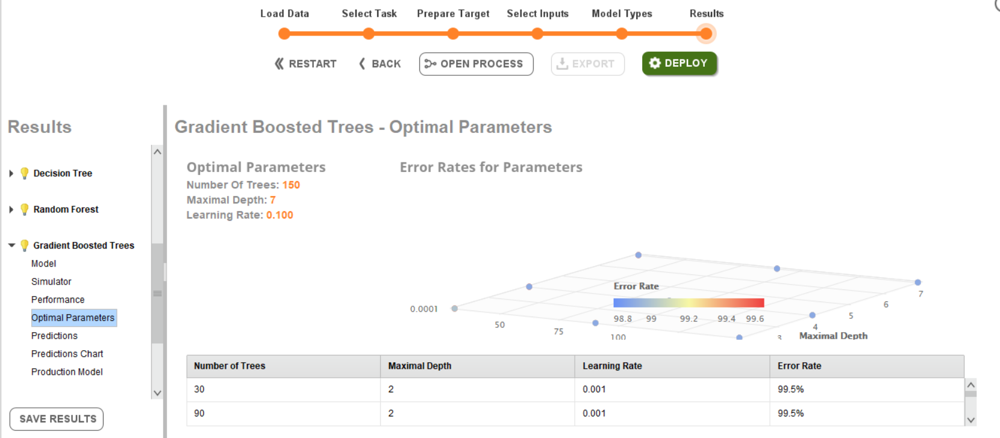 Load Data
Select Task
Prepare Target
Select Inputs
Model Types
Results
RESTART
BACK
OPEN PROCESS
EXPORT
DEPLOY
Results
Decision Tree
Random Forest
Gradient Boosted Trees
Model
Simulator
Performance
Optimal Parameters
Predictions
Predictions Chart
Production Model
SAVE RESULTS
Gradient Boosted Trees - Optimal Parameters
Optimal Parameters
Number Of Trees: 150
Maximal Depth: 7
Learning Rate: 0.100
Error Rates for Parameters
Error Rate
98.8 99 99.2 99.4 99.6
0.0001
50
75
100
3
4
5
6
7
Maximal Depth
Number of Trees Maximal Depth Learning Rate Error Rate
30 2 0.001 99.5%
90 2 0.001 99.5%